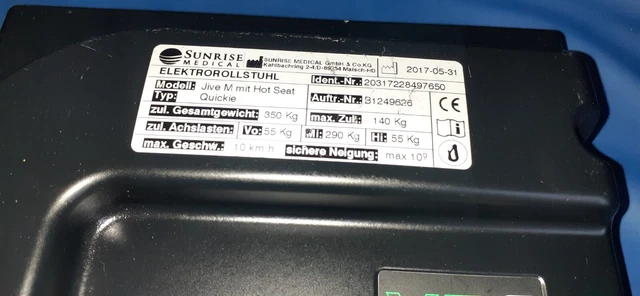 SUNRISE MEDICAL
SUNRISE MEDICAL GmbH & Co.KG
Kahlbachring 2-4/D-69254 Malsch-HD
2017-05-31
ELEKTROROLLSTUHL
Ident.-Nr.: 20317228497650
Modell: Jive M mit Hot Seat
Typ: Quickie
Auftr.-Nr.: 31249626
CE
zul. Gesamtgewicht: 350 Kg
max. Zul.: 140 Kg
zul. Achslasten: Vo: 55 Kg Mi: 290 Kg Hi: 55 Kg
max. Geschw.: 10 km h
sichere Neigung: max 10º